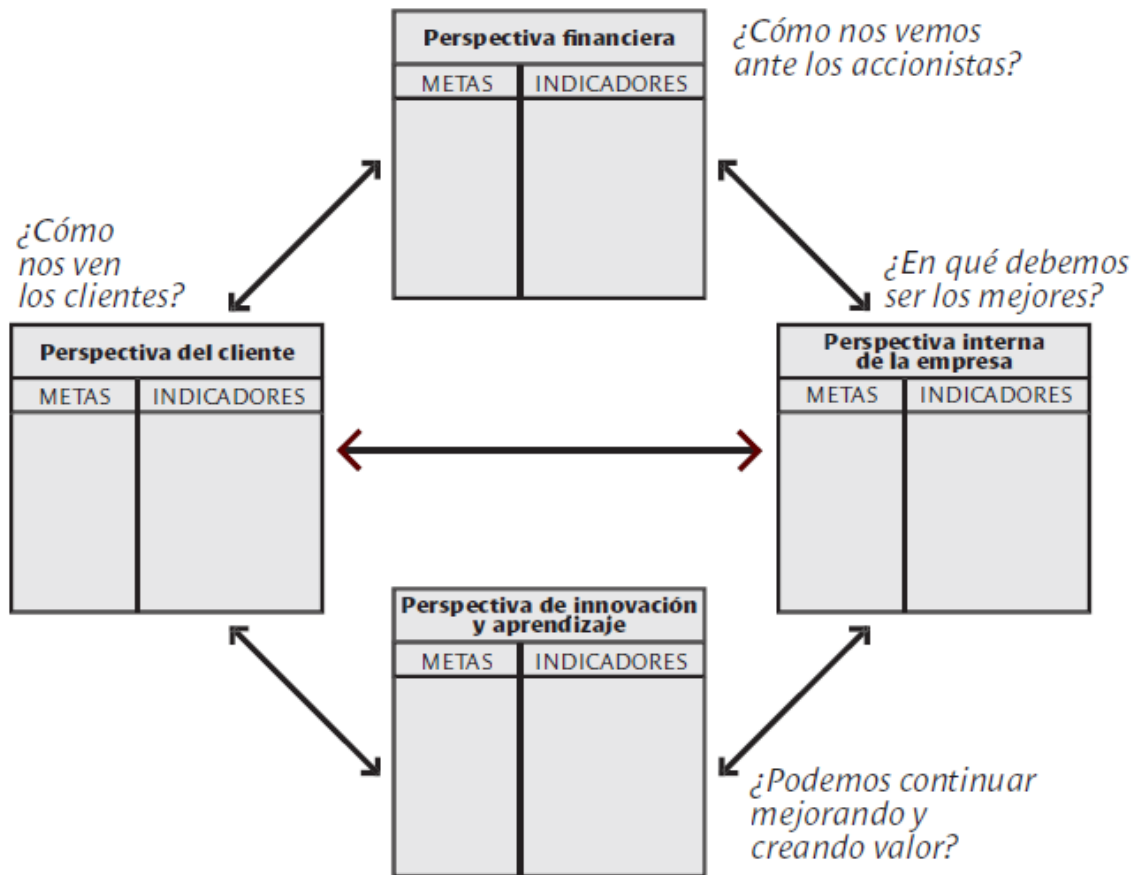 Perspectiva financiera
METAS
INDICADORES
¿Cómo nos vemos
ante los accionistas?
¿Cómo
nos ven
los clientes?
Perspectiva del cliente
METAS
INDICADORES
¿En qué debemos
ser los mejores?
Perspectiva interna
de la empresa
METAS
INDICADORES
Perspectiva de innovación
y aprendizaje
METAS
INDICADORES
¿Podemos continuar
mejorando y
creando valor?